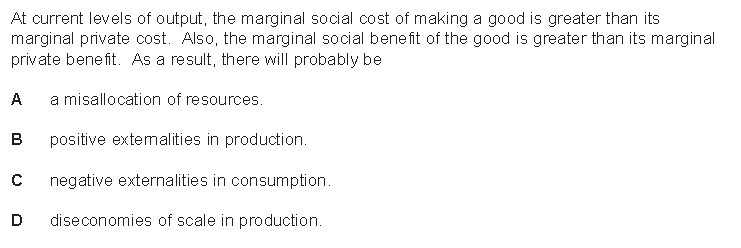 At current levels of output, the marginal social cost of making a good is greater than its
marginal private cost. Also, the marginal social benefit of the good is greater than its marginal
private benefit. As a result, there will probably be
A a misallocation of resources.
B positive externalities in production.
C negative externalities in consumption.
D diseconomies of scale in production.